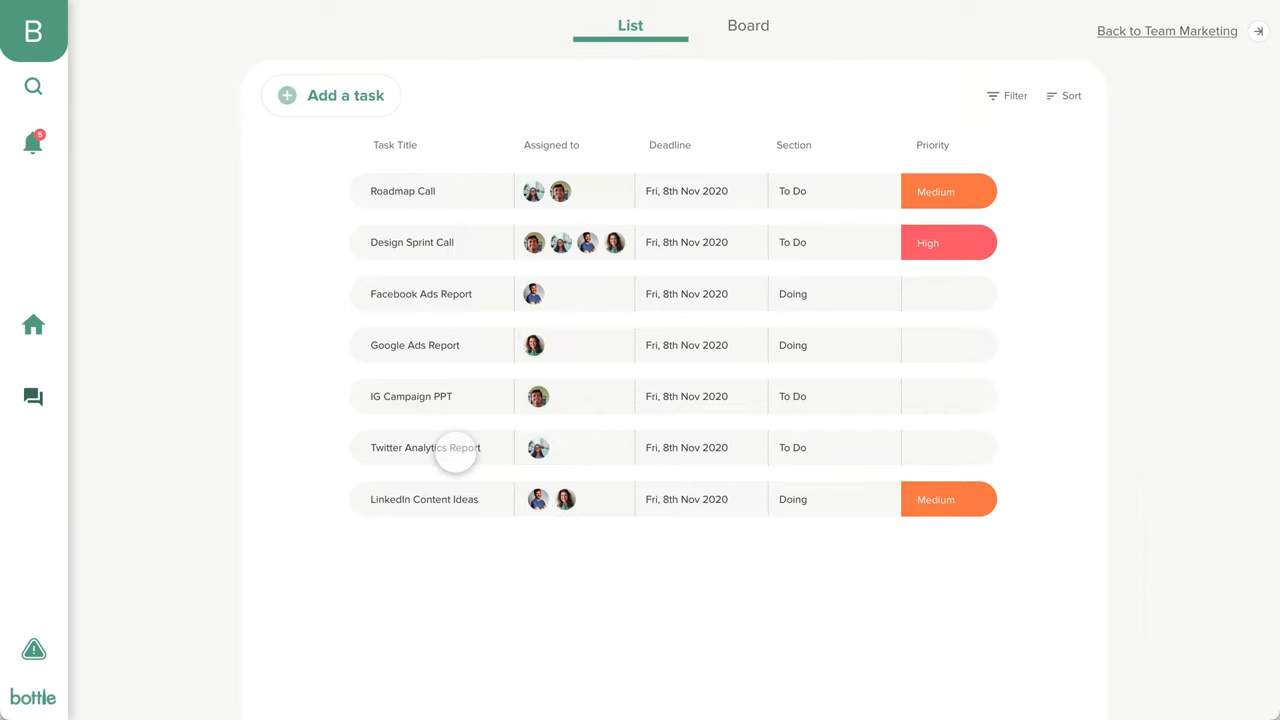 B
List Board Back to Team Marketing
Add a task Filter Sort
5
Task Title Assigned to Deadline Section Priority
Roadmap Call Fri, 8th Nov 2020 To Do Medium
Design Sprint Call Fri, 8th Nov 2020 To Do High
Facebook Ads Report Fri, 8th Nov 2020 Doing
Google Ads Report Fri, 8th Nov 2020 Doing
IG Campaign PPT Fri, 8th Nov 2020 To Do
Twitter Analytics Report Fri, 8th Nov 2020 To Do
LinkedIn Content Ideas Fri, 8th Nov 2020 Doing Medium
bottle